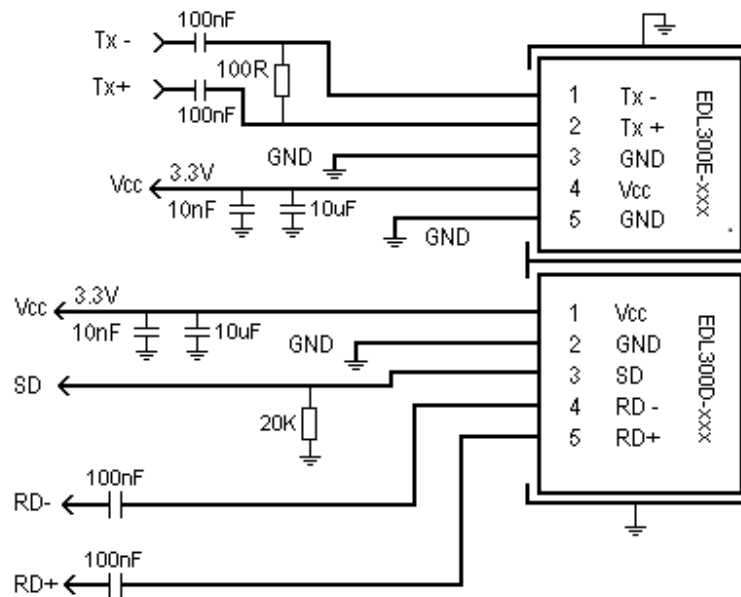 100nF
Tx -
100R
Tx+
100nF
GND
3.3V
Vcc
10nF
10uF
GND
1 Tx -
2 Tx +
3 GND
4 Vcc
5 GND
EDL300E-xxx
3.3V
Vcc
10nF
10uF
GND
SD
20K
100nF
RD-
100nF
RD+
1 Vcc
2 GND
3 SD
4 RD -
5 RD+
EDL300D-xxx